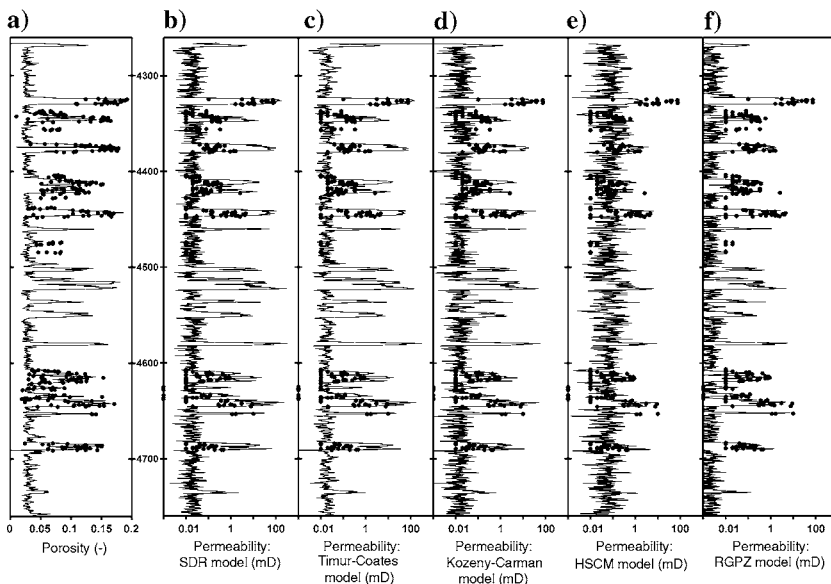 a) b) c) d) e) f)
4300
4400
4500
4600
4700
0 0.05 0.1 0.15 0.2
0.01 1 100
0.01 1 100
0.01 1 100
0.01 1 100
0.01 1 100
Porosity (-)
Permeability:
SDR model (mD)
Permeability:
Timur-Coates
model (mD)
Permeability:
Kozeny-Carman
model (mD)
Permeability:
HSCM model (mD)
Permeability:
RGPZ model (mD)